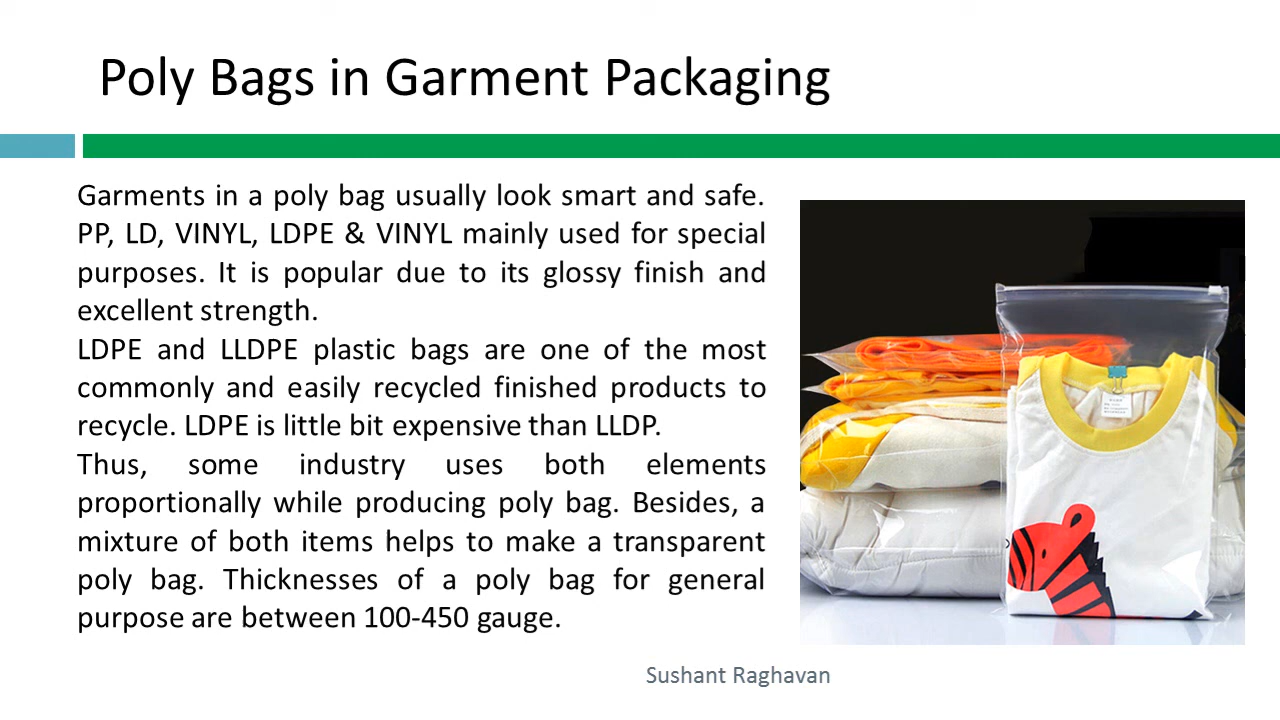 Poly Bags in Garment Packaging
Garments in a poly bag usually look smart and safe.
PP, LD, VINYL, LDPE & VINYL mainly used for special
purposes. It is popular due to its glossy finish and
excellent strength.
LDPE and LLDPE plastic bags are one of the most
commonly and easily recycled finished products to
recycle. LDPE is little bit expensive than LLDP.
Thus, some industry uses both elements
proportionally while producing poly bag. Besides, a
mixture of both items helps to make a transparent
poly bag. Thicknesses of a poly bag for general
purpose are between 100-450 gauge.
Sushant Raghavan